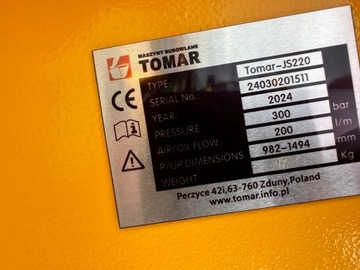 MASZYNY BUDOWLANE
TOMAR
TYPE: Tomar-JS220
SERIAL NO.: 24030201511
YEAR 2024
PRESSURE 300 bar
AIR/OIL FLOW 200 l/m
P/UP DIMENSIONS 982-1494 mm
WEIGHT: Kg
Perzyce 42i,63-760 Zduny,Poland
www.tomar.info.pl